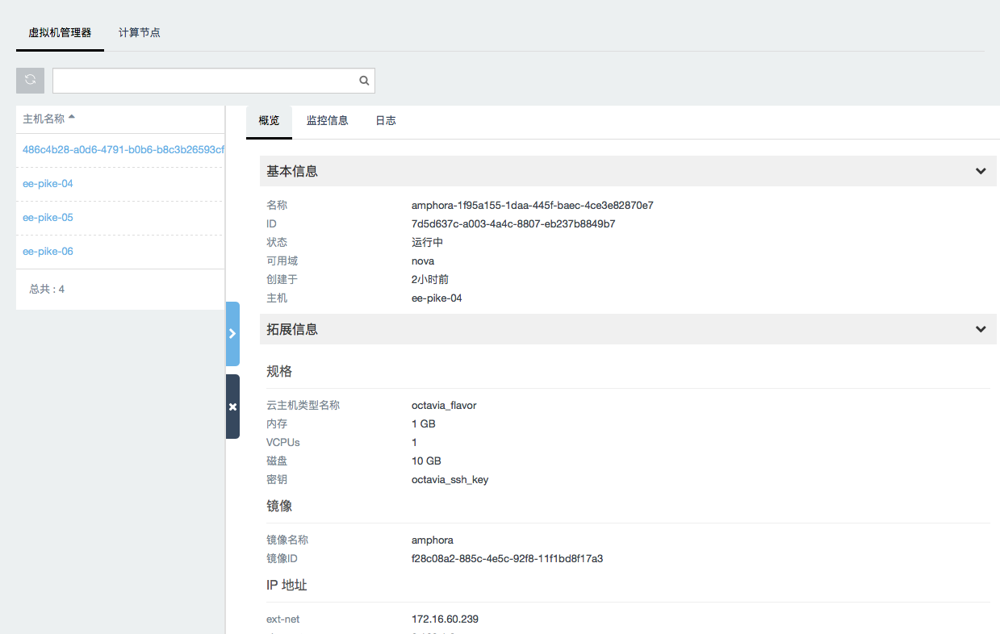 虚拟机管理器 计算节点
主机名称
486c4b28-a0d6-4791-b0b6-b8c3b26593cf
ee-pike-04
ee-pike-05
ee-pike-06
总共 : 4
概览 监控信息 日志
基本信息
名称 amphora-1f95a155-1daa-445f-baec-4ce3e82870e7
ID 7d5d637c-a003-4a4c-8807-eb237b8849b7
状态 运行中
可用域 nova
创建于 2小时前
主机 ee-pike-04
拓展信息
规格
云主机类型名称 octavia_flavor
内存 1 GB
VCPUs 1
磁盘 10 GB
密钥 octavia_ssh_key
镜像
镜像名称 amphora
镜像ID f28c08a2-885c-4e5c-92f8-11f1bd8f17a3
IP 地址
ext-net 172.16.60.239